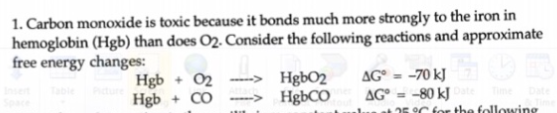 1. Carbon monoxide is toxic because it bonds much more strongly to the iron in
hemoglobin (Hgb) than does O2. Consider the following reactions and approximate
free energy changes:
Hgb + O2 ----> HgbO2 ΔG° = -70 kJ
Hgb + CO ----> HgbCO ΔG° = -80 kJ
at 25 °C for the following